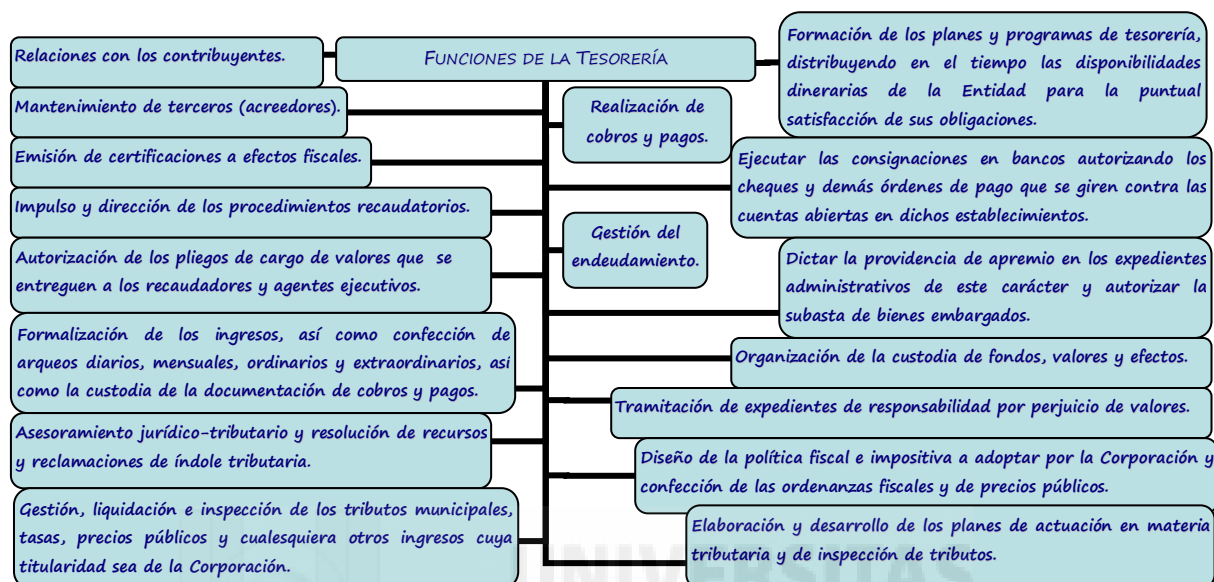 FUNCIONES DE LA TESORERÍA
Relaciones con los contribuyentes.
Mantenimiento de terceros (acreedores).
Emisión de certificaciones a efectos fiscales.
Impulso y dirección de los procedimientos recaudatorios.
Autorización de los pliegos de cargo de valores que se
entreguen a los recaudadores y agentes ejecutivos.
Formalización de los ingresos, así como confección de
arqueos diarios, mensuales, ordinarios y extraordinarios, así
como la custodia de la documentación de cobros y pagos.
Asesoramiento jurídico-tributario y resolución de recursos
y reclamaciones de índole tributaria.
Gestión, liquidación e inspección de los tributos municipales,
tasas, precios públicos y cualesquiera otros ingresos cuya
titularidad sea de la Corporación.
Realización de
cobros y pagos.
Gestión del
endeudamiento.
Formación de los planes y programas de tesorería,
distribuyendo en el tiempo las disponibilidades
dinerarias de la Entidad para la puntual
satisfacción de sus obligaciones.
Ejecutar las consignaciones en bancos autorizando los
cheques y demás órdenes de pago que se giren contra las
cuentas abiertas en dichos establecimientos.
Dictar la providencia de apremio en los expedientes
administrativos de este carácter y autorizar la
subasta de bienes embargados.
Organización de la custodia de fondos, valores y efectos.
Tramitación de expedientes de responsabilidad por perjuicio de valores.
Diseño de la política fiscal e impositiva a adoptar por la Corporación y
confección de las ordenanzas fiscales y de precios públicos.
Elaboración y desarrollo de los planes de actuación en materia
tributaria y de inspección de tributos.
UNIVERSITAS